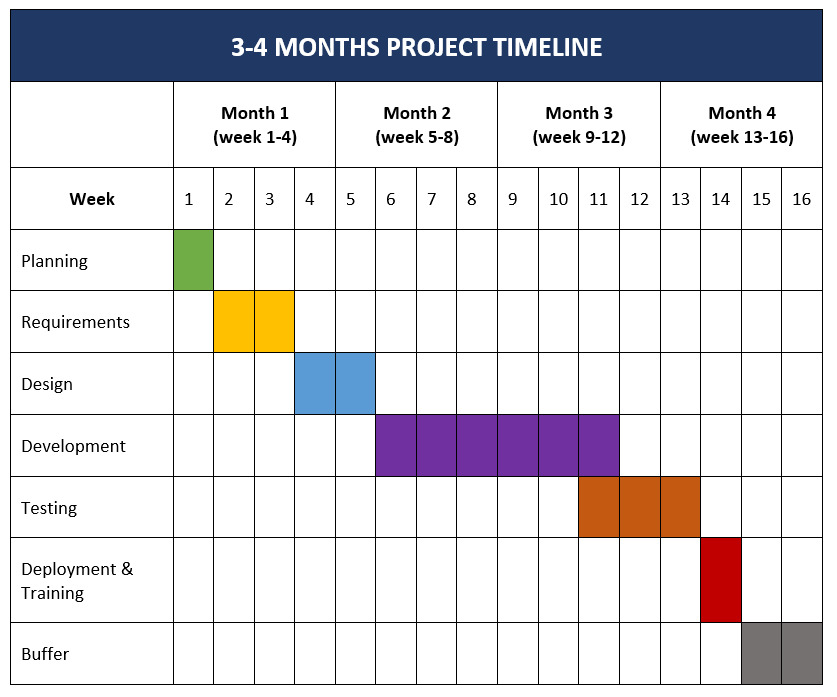 3-4 MONTHS PROJECT TIMELINE
Month 1 Month 2 Month 3 Month 4
(week 1-4) (week 5-8) (week 9-12) (week 13-16)
Week 1 2 3 4 5 6 7 8 9 10 11 12 13 14 15 16
Planning
Requirements
Design
Development
Testing
Deployment &
Training
Buffer